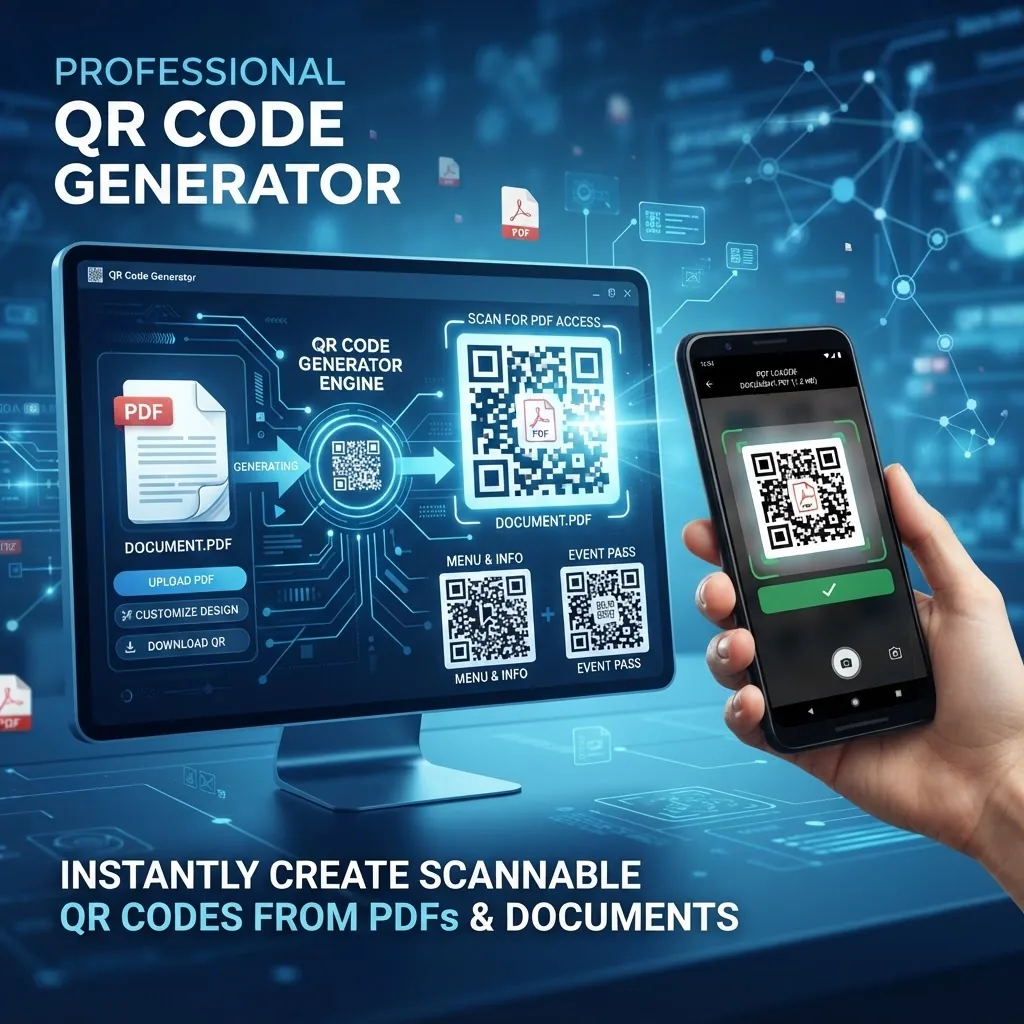 PROFESSIONAL
QR CODE
GENERATOR
PDF
QR Code Generator
SCAN FOR PDF ACCESS
QR CODE
GENERATOR
ENGINE
PDF
GENERATING
PDF
DOCUMENT.PDF
DOCUMENT.PDF
UPLOAD PDF
CUSTOMIZE DESIGN
DOWNLOAD QR
MENU & INFO
EVENT PASS
MENU & INFO
EVENT PASS
PDF
INSTANTLY CREATE SCANNABLE
QR CODES FROM PDFs & DOCUMENTS